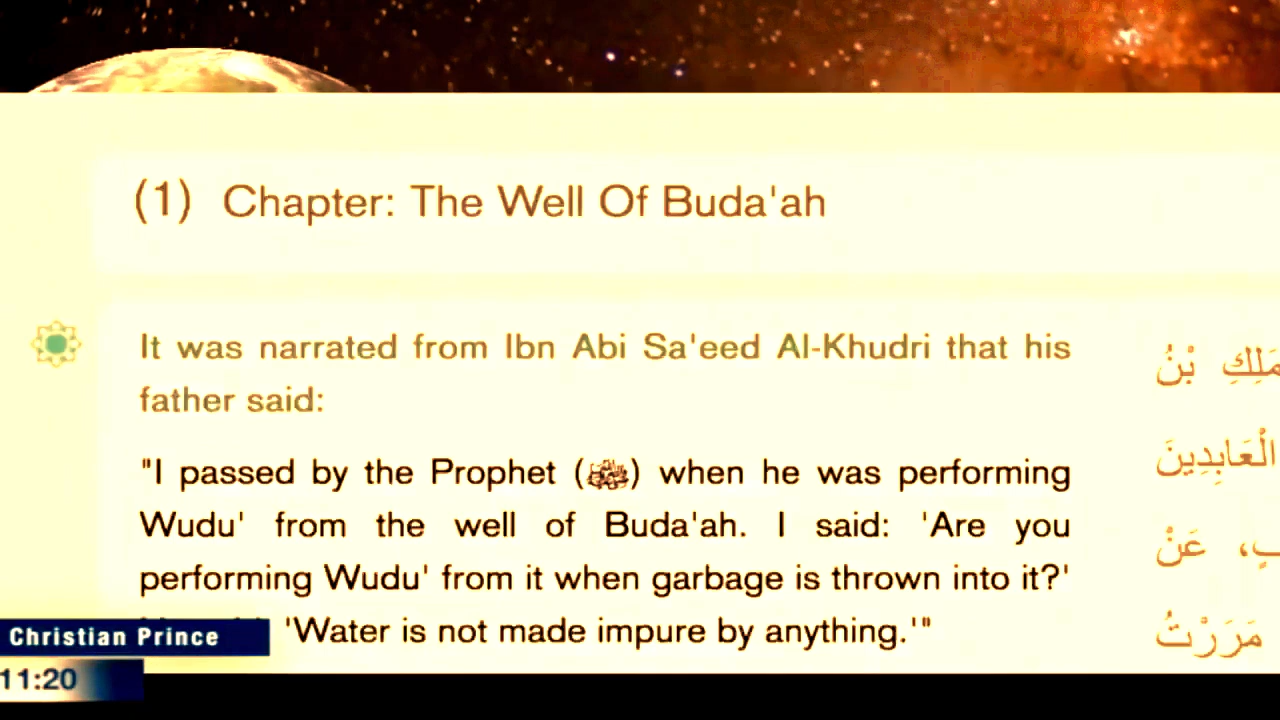 (1) Chapter: The Well Of Buda'ah
It was narrated from Ibn Abi Sa'eed Al-Khudri that his
father said:
"I passed by the Prophet (ﷺ) when he was performing
Wudu' from the well of Buda'ah. I said: 'Are you
performing Wudu' from it when garbage is thrown into it?'
'Water is not made impure by anything.'"
مَلِكِ بْنُ
الْعَابِدِينَ
عَنْ
مَرَرْتُ
Christian Prince
11:20